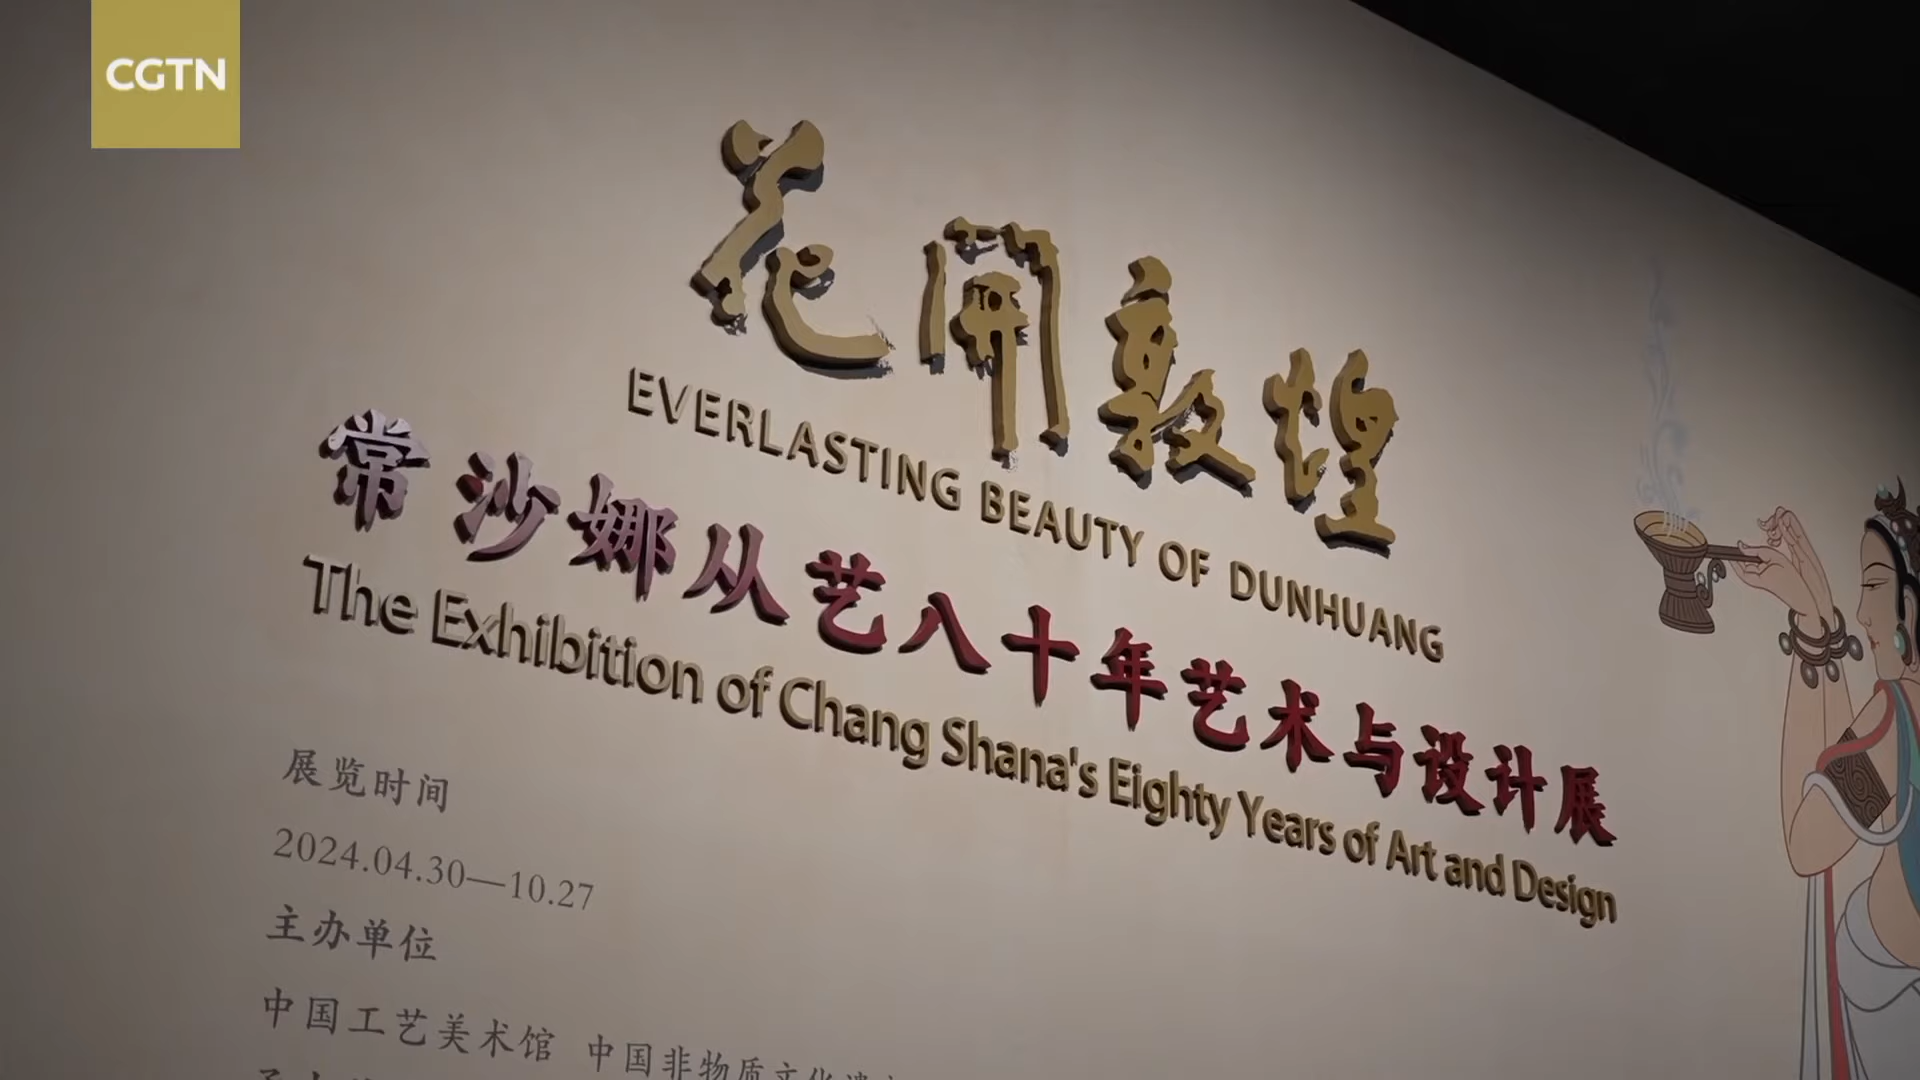 CGTN
花開敦煌
EVERLASTING BEAUTY OF DUNHUANG
常沙娜从艺八十年艺术与设计展
The Exhibition of Chang Shana's Eighty Years of Art and Design
展览时间
2024.04.30—10.27
主办单位
中国工艺美术馆 中国非物质文化